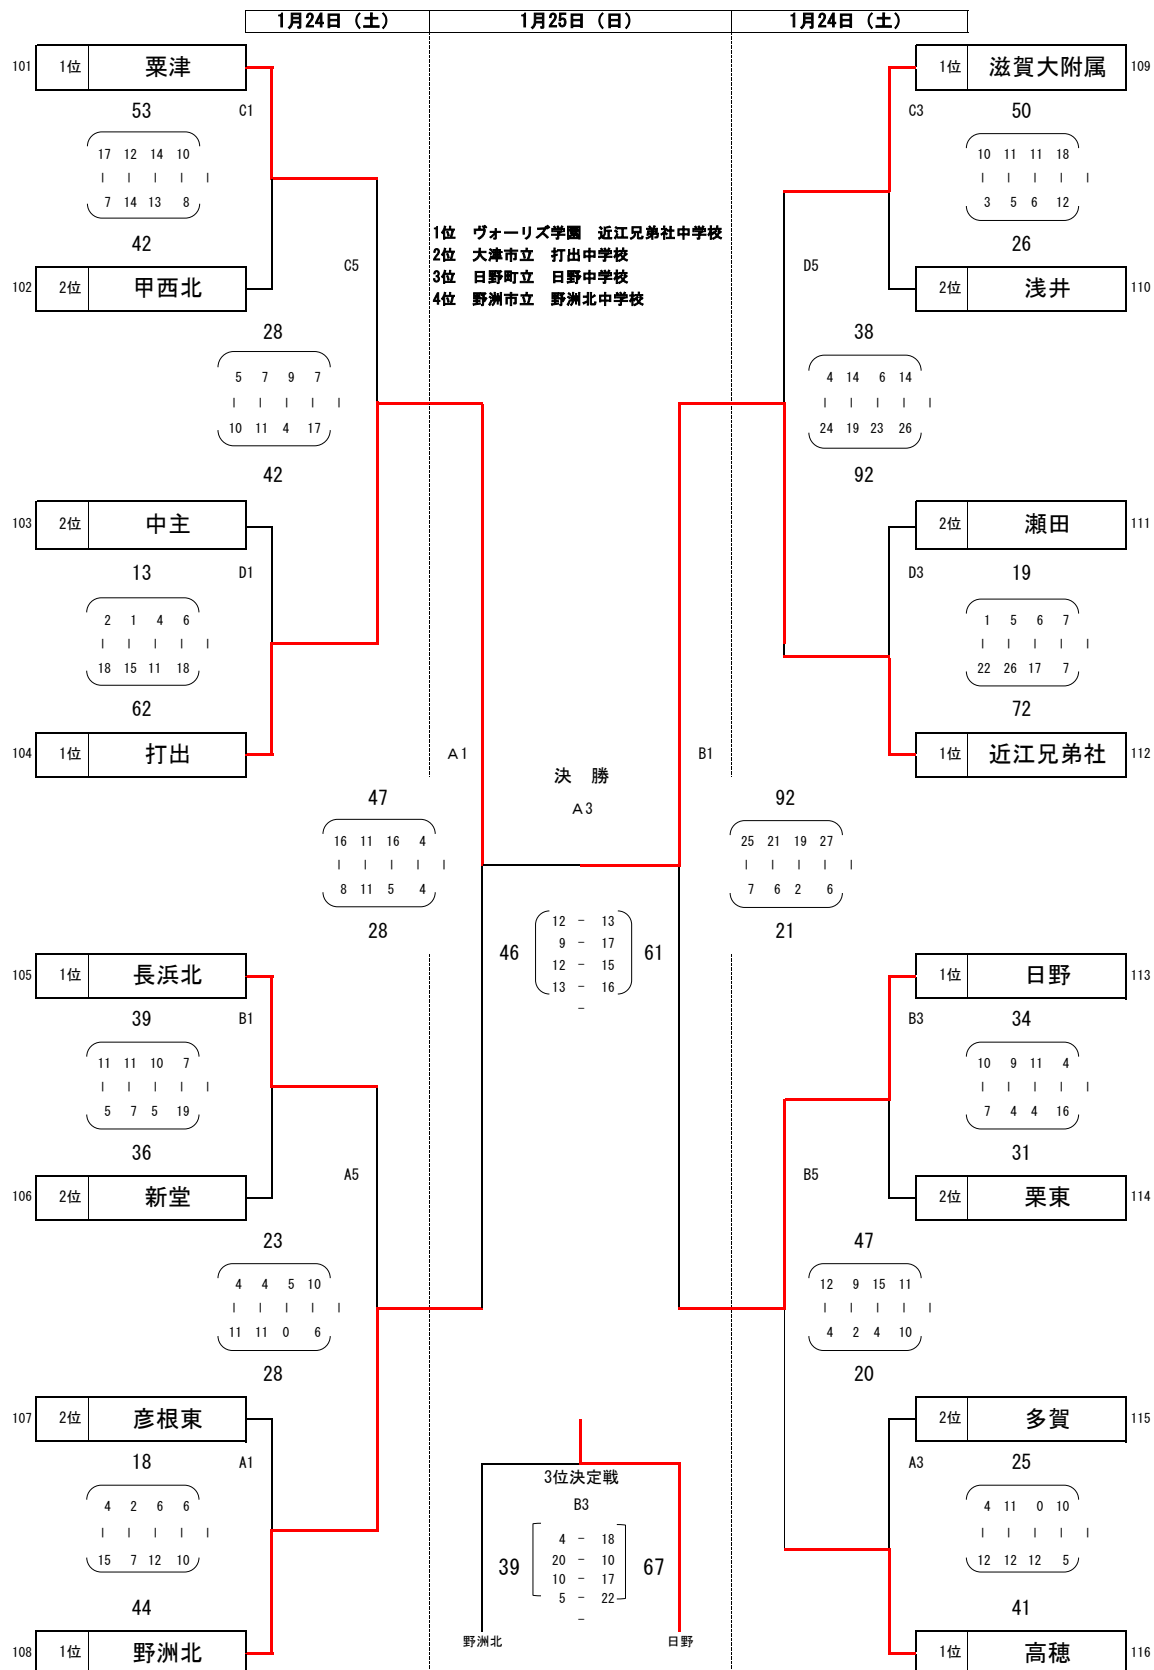 1月24日（土） 1月25日（日） 1月24日（土）
101 1位 粟津
53 C1
17 12 14 10
| | | | |
7 14 13 8
42
102 2位 甲西北
C5
28
5 7 9 7
| | | | |
10 11 4 17
42
103 2位 中主
13 D1
2 1 4 6
| | | | |
18 15 11 18
62
104 1位 打出
A1
47
16 11 16 4
| | | | |
8 11 5 4
28
105 1位 長浜北
39 B1
11 11 10 7
| | | | |
5 7 5 19
36
106 2位 新堂
A5
23
4 4 5 10
| | | | |
11 11 0 6
28
107 2位 彦根東
18 A1
4 2 6 6
| | | | |
15 7 12 10
44
108 1位 野洲北
1位 ヴォーリズ学園 近江兄弟社中学校
2位 大津市立 打出中学校
3位 日野町立 日野中学校
4位 野洲市立 野洲北中学校
決 勝
A3
46 61
12 - 13
9 - 17
12 - 15
13 - 16
-
3位決定戦
B3
39 67
4 - 18
20 - 10
10 - 17
5 - 22
-
野洲北 日野
1位 滋賀大附属 109
C3 50
10 11 11 18
| | | | |
3 5 6 12
26
2位 浅井 110
D5
38
4 14 6 14
| | | | |
24 19 23 26
92
2位 瀬田 111
D3 19
1 5 6 7
| | | | |
22 26 17 7
72
1位 近江兄弟社 112
B1
92
25 21 19 27
| | | | |
7 6 2 6
21
1位 日野 113
B3 34
10 9 11 4
| | | | |
7 4 4 16
31
2位 栗東 114
B5
47
12 9 15 11
| | | | |
4 2 4 10
20
2位 多賀 115
A3 25
4 11 0 10
| | | | |
12 12 12 5
41
1位 高穂 116